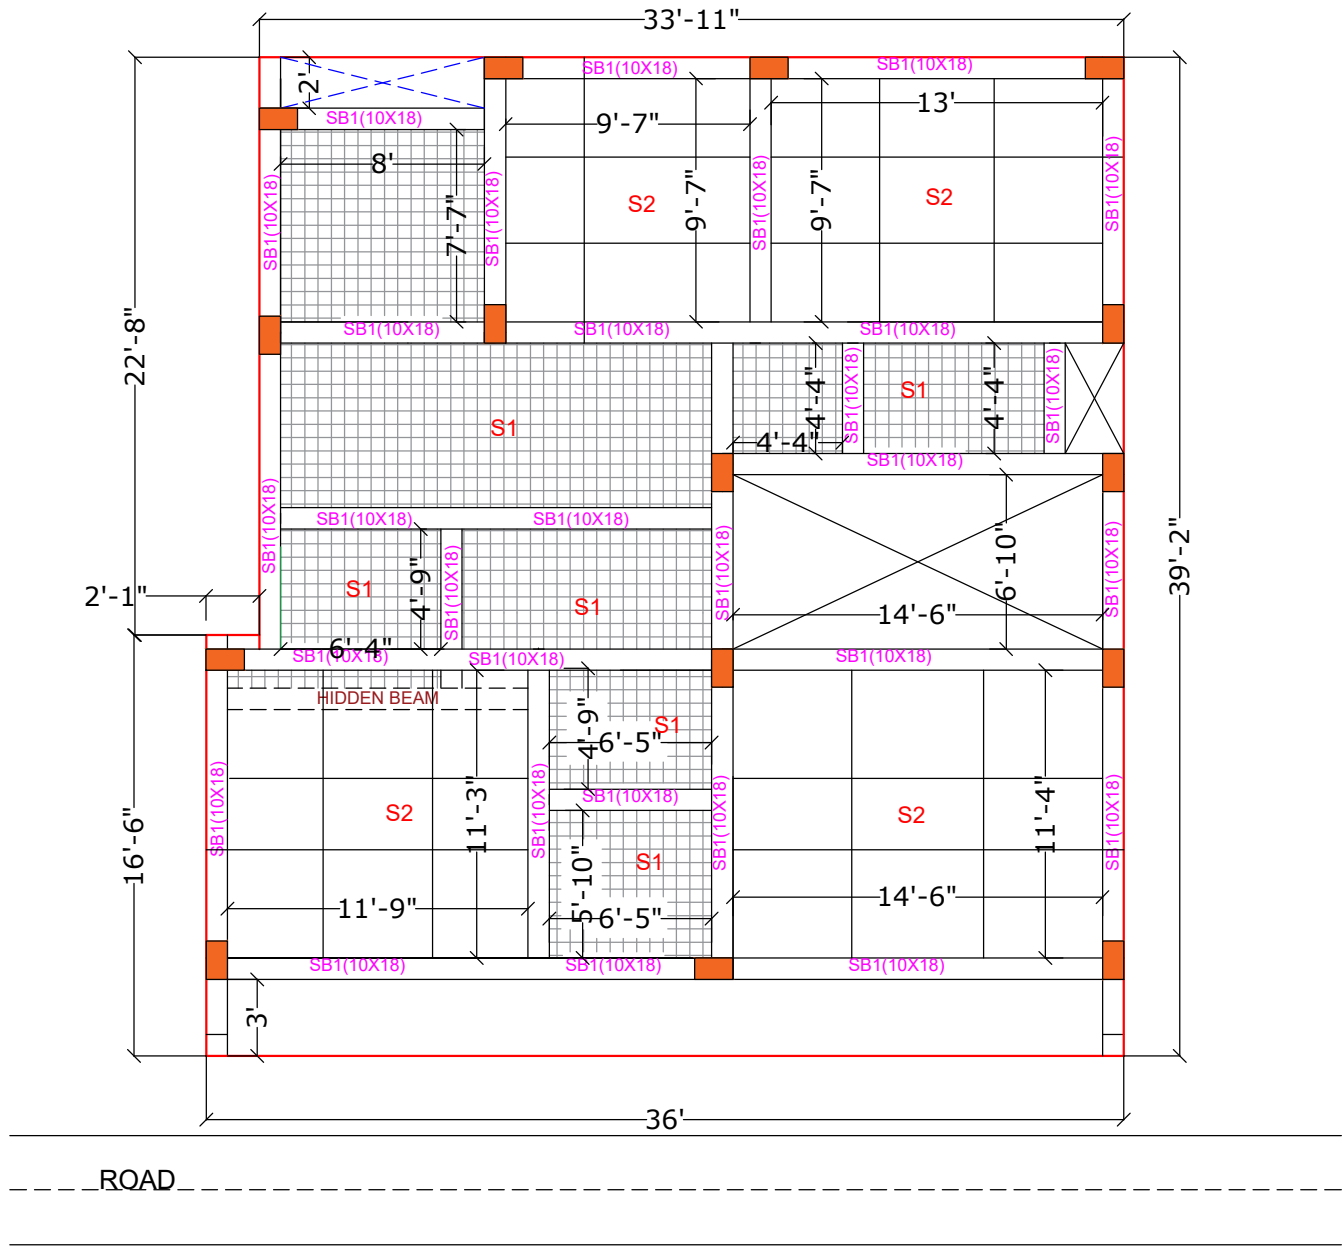 33'-11"
SB1(10X18)
SB1(10X18)
2'
13'
SB1(10X18)
9'-7"
8'
SB1(10X18)
SB1(10X18)
SB1(10X18)
SB1(10X18)
7'-7"
S2
9'-7"
S2
9'-7"
22'-8"
SB1(10X18)
SB1(10X18)
SB1(10X18)
S1
4'-4"
SB1(10X18)
S1
4'-4"
SB1(10X18)
4'-4"
S1
SB1(10X18)
SB1(10X18)
SB1(10X18)
SB1(10X18)
6'-10"
39'-2"
SB1(10X18)
SB1(10X18)
SB1(10X18)
2'-1"
S1
4'-9"
SB1(10X18)
S1
14'-6"
6'-4"
SB1(10X18)
SB1(10X18)
SB1(10X18)
HIDDEN BEAM
4'-9"
S1
6'-5"
SB1(10X18)
SB1(10X18)
11'-3"
SB1(10X18)
SB1(10X18)
SB1(10X18)
11'-4"
SB1(10X18)
16'-6"
S2
S2
5'-10"
S1
11'-9"
6'-5"
14'-6"
SB1(10X18)
SB1(10X18)
SB1(10X18)
3'
36'
ROAD